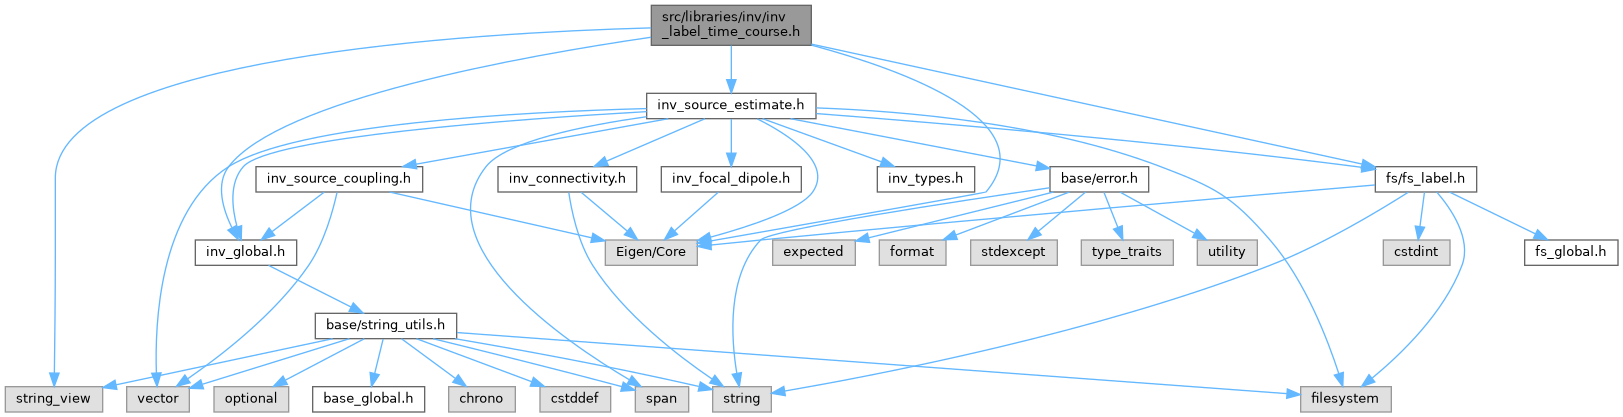 src/libraries/inv/inv
_label_time_course.h
inv_source_estimate.h
inv_source_coupling.h
inv_connectivity.h
inv_focal_dipole.h
inv_types.h
base/error.h
fs/fs_label.h
inv_global.h
Eigen/Core
expected
format
stdexcept
type_traits
utility
cstdint
fs_global.h
base/string_utils.h
string_view
vector
optional
base_global.h
chrono
cstddef
span
string
filesystem